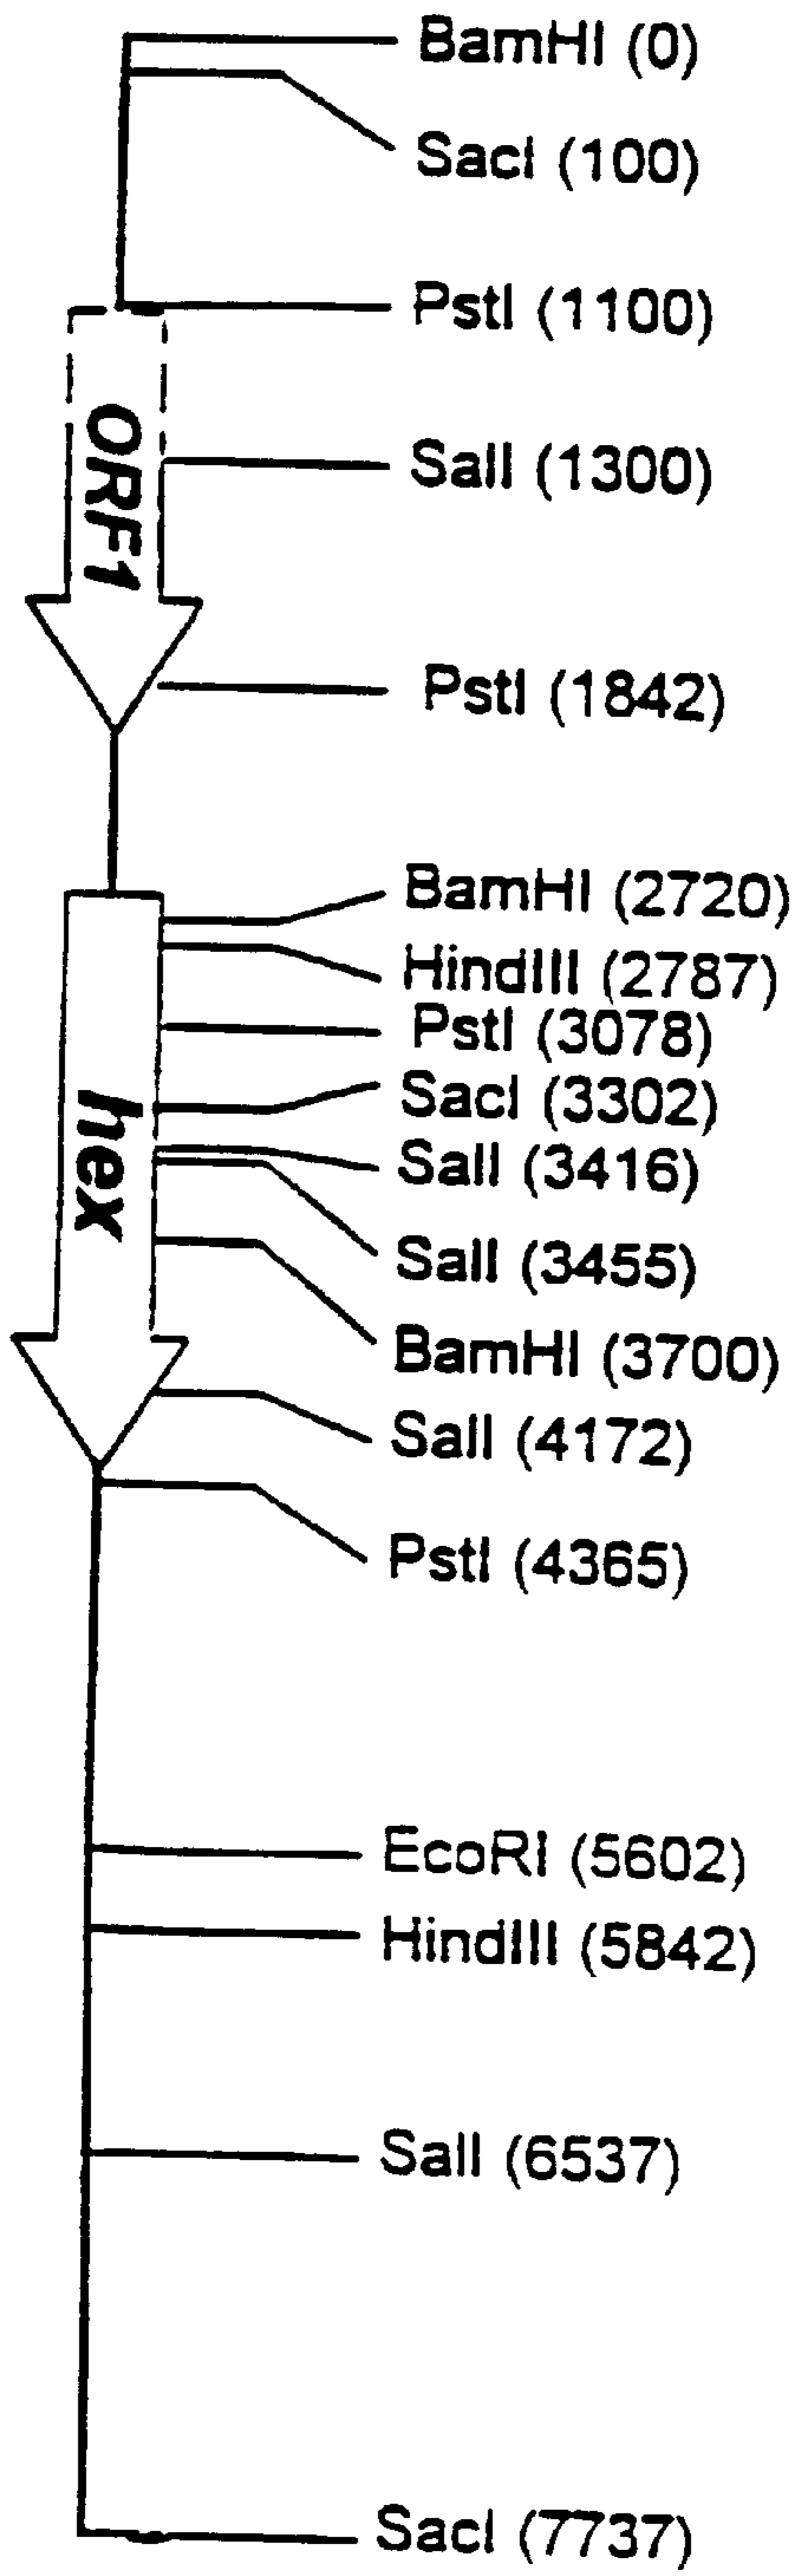 BamHI (0)
SacI (100)
PstI (1100)
ORF1
SalI (1300)
PstI (1842)
BamHI (2720)
HindIII (2787)
PstI (3078)
hex
SacI (3302)
SalI (3416)
SalI (3455)
BamHI (3700)
SalI (4172)
PstI (4365)
EcoRI (5602)
HindIII (5842)
SalI (6537)
SacI (7737)